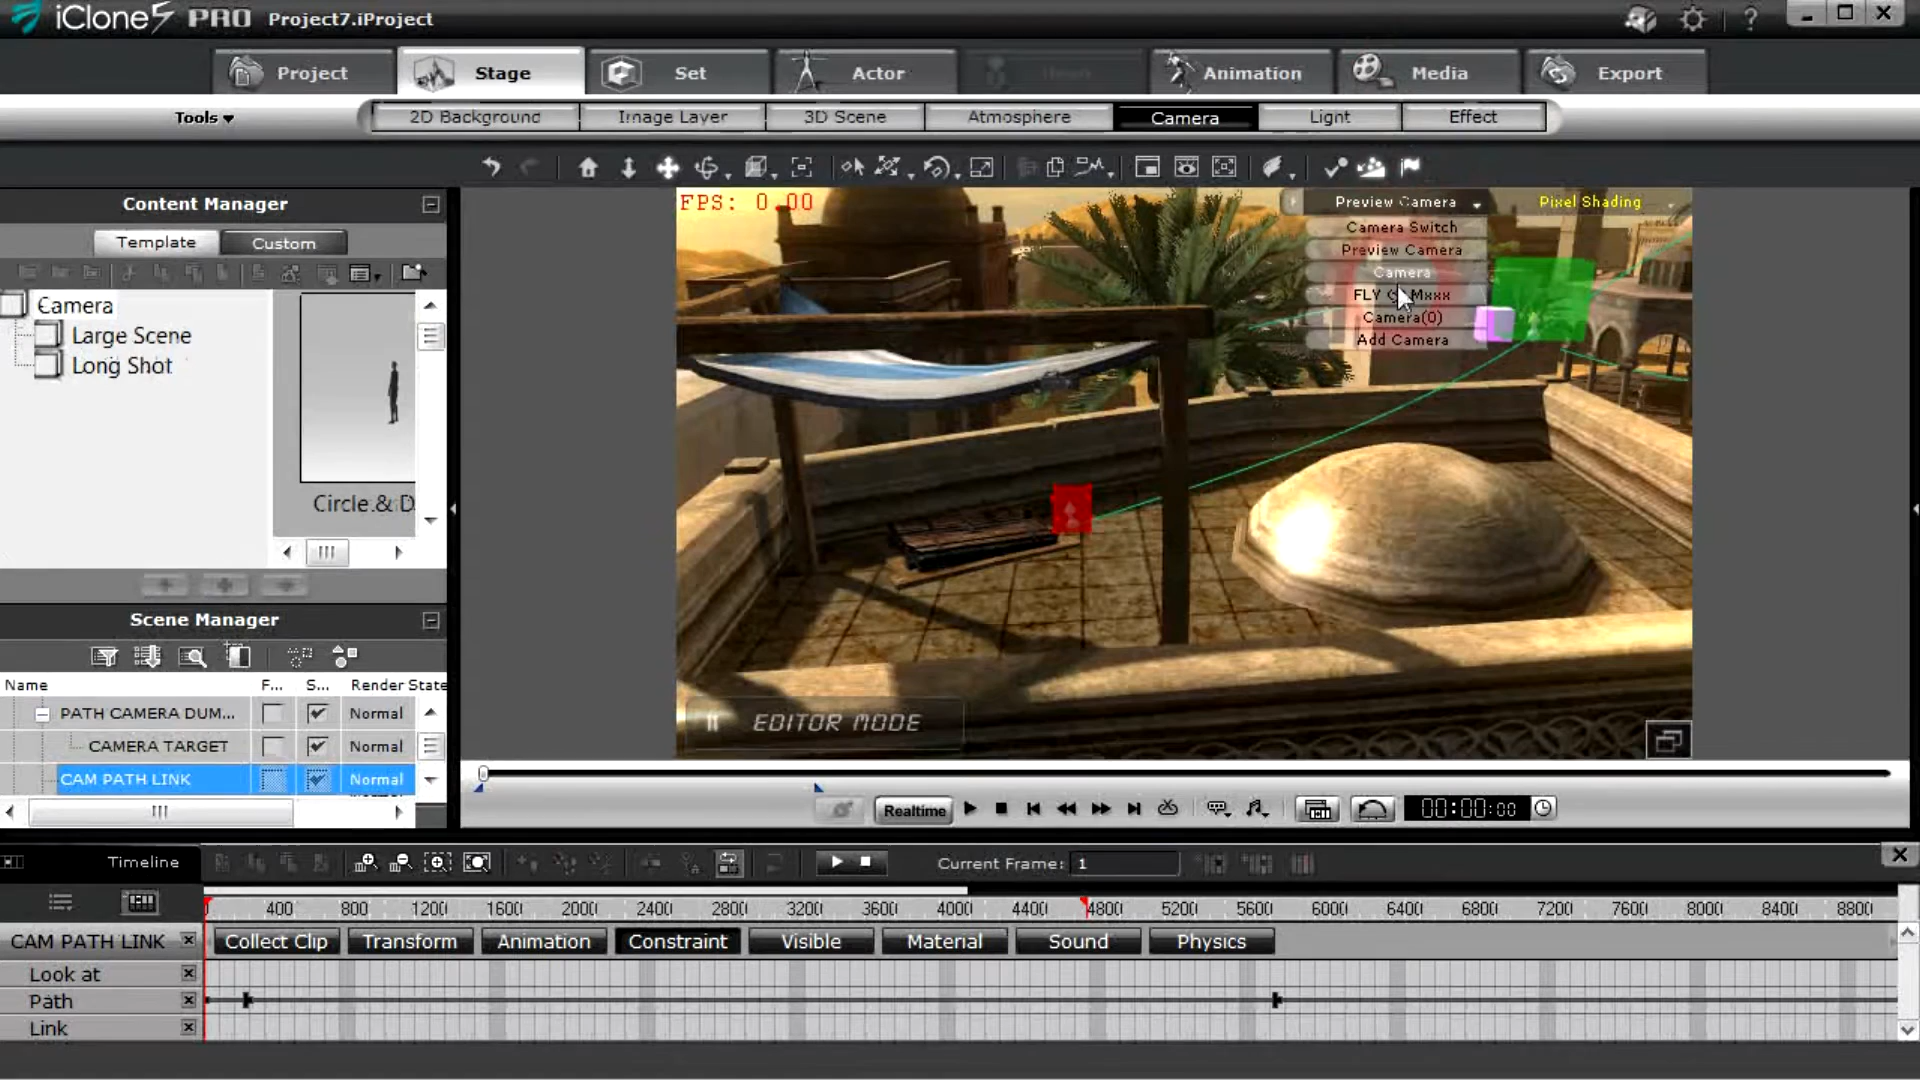 iClone5 PRO Project7.iProject
Project Stage Set Actor Animation Media Export
Tools 2D Background Image Layer 3D Scene Atmosphere Camera Light Effect
Content Manager
Template Custom
Camera
Large Scene
Long Shot
Circle.& D
FPS: 0.00
Preview Camera
Pixel Shading
Camera Switch
Preview Camera
Camera
FLY
Camera(0)
Add Camera
EDITOR MODE
Scene Manager
Name F... S... Render State
PATH CAMERA DUM... Normal
CAMERA TARGET Normal
CAM PATH LINK Normal
Realtime 00:00:00
Timeline Current Frame: 1
400 800 1200 1600 2000 2400 2800 3200 3600 4000 4400 4800 5200 5600 6000 6400 6800 7200 7600 8000 8400 8800
CAM PATH LINK Collect Clip Transform Animation Constraint Visible Material Sound Physics
Look at
Path
Link